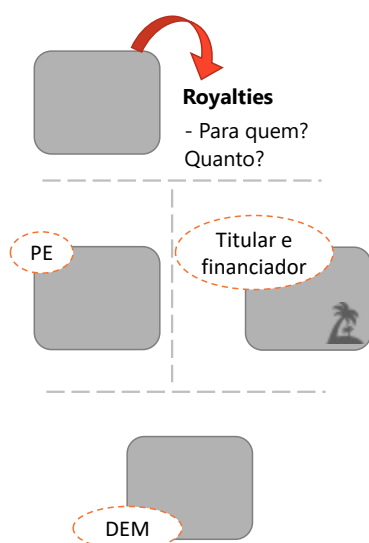 Royalties
- Para quem?
Quanto?
PE
Titular e
financiador
DEM